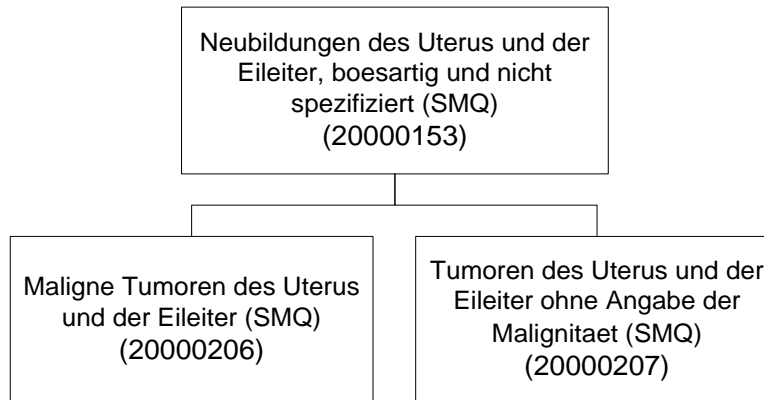 Neubildungen des Uterus und der
Eileiter, boesartig und nicht
spezifiziert (SMQ)
(20000153)
Maligne Tumoren des Uterus
und der Eileiter (SMQ)
(20000206)
Tumoren des Uterus und der
Eileiter ohne Angabe der
Malignitaet (SMQ)
(20000207)